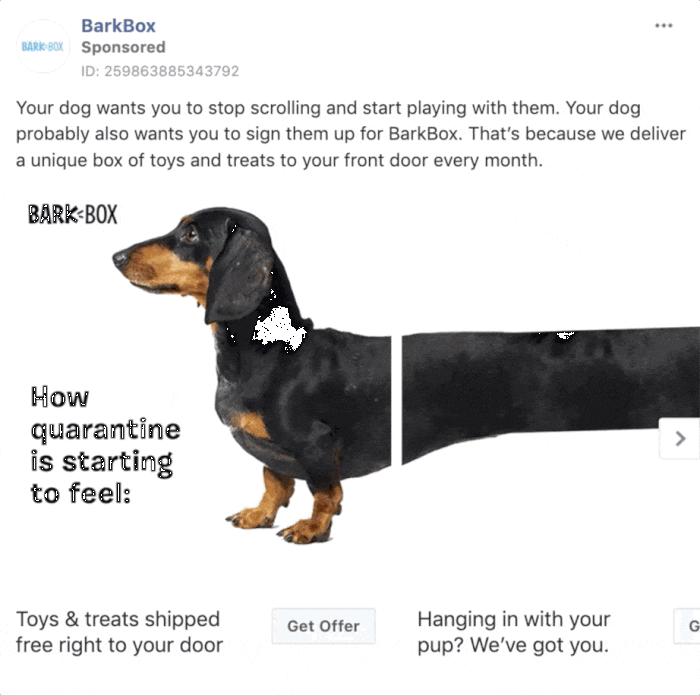 BarkBox
BARK BOX
Sponsored
ID: 259863885343792
Your dog wants you to stop scrolling and start playing with them. Your dog
probably also wants you to sign them up for BarkBox. That's because we deliver
a unique box of toys and treats to your front door every month.
BARK BOX
How
quarantine
is starting
to feel:
Toys & treats shipped
free right to your door
Get Offer
Hanging in with your
pup? We've got you.
G